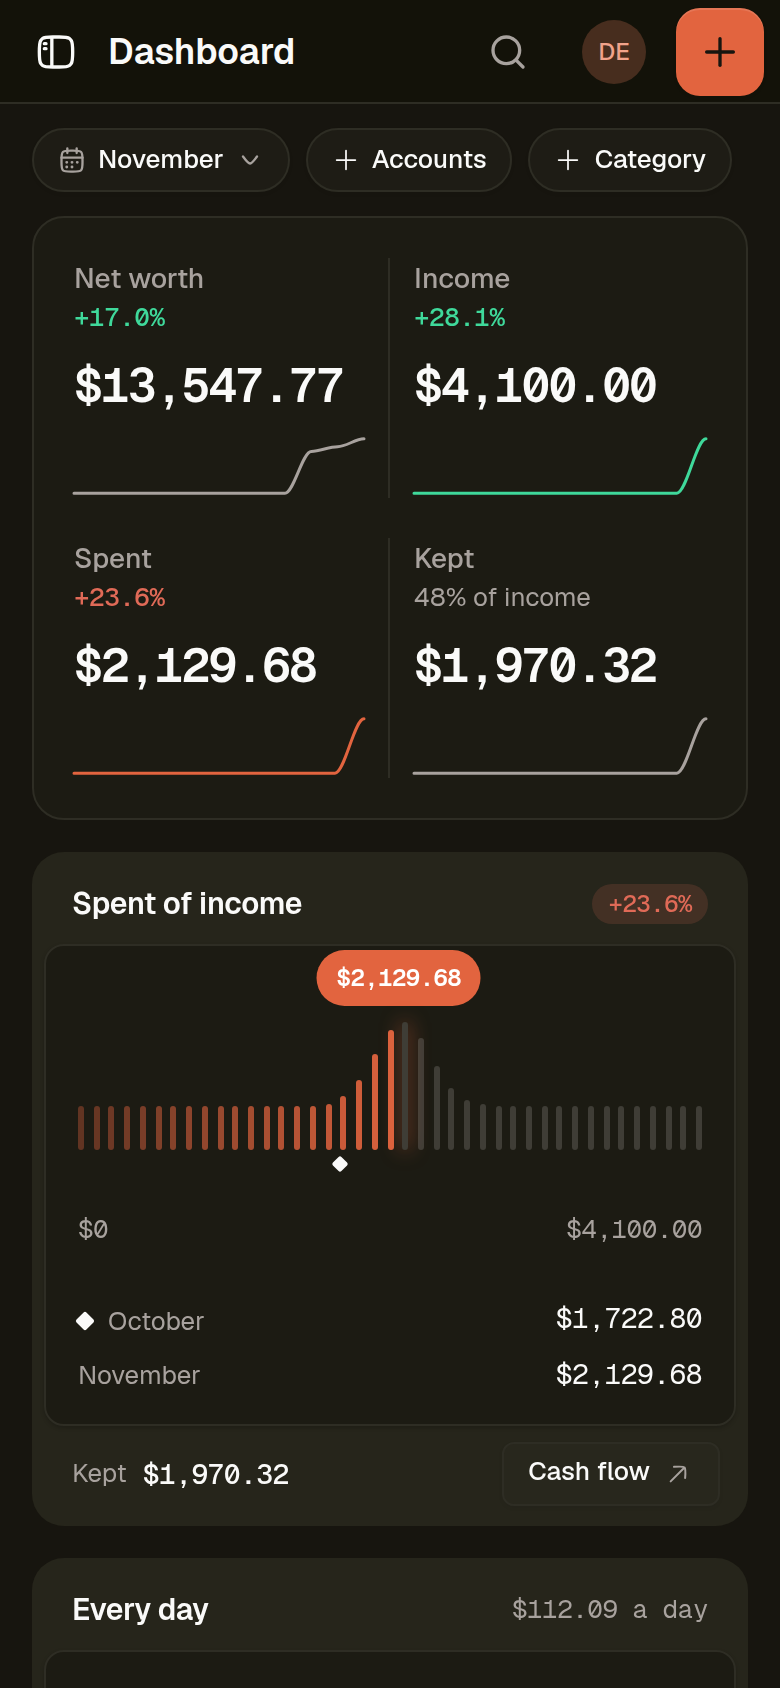 Dashboard
DE
November
Accounts
Category
Net worth
+17.0%
$13,547.77
Income
+28.1%
$4,100.00
Spent
+23.6%
$2,129.68
Kept
48% of income
$1,970.32
Spent of income
+23.6%
$2,129.68
$0
$4,100.00
October
$1,722.80
November
$2,129.68
Kept $1,970.32
Cash flow
Every day
$112.09 a day